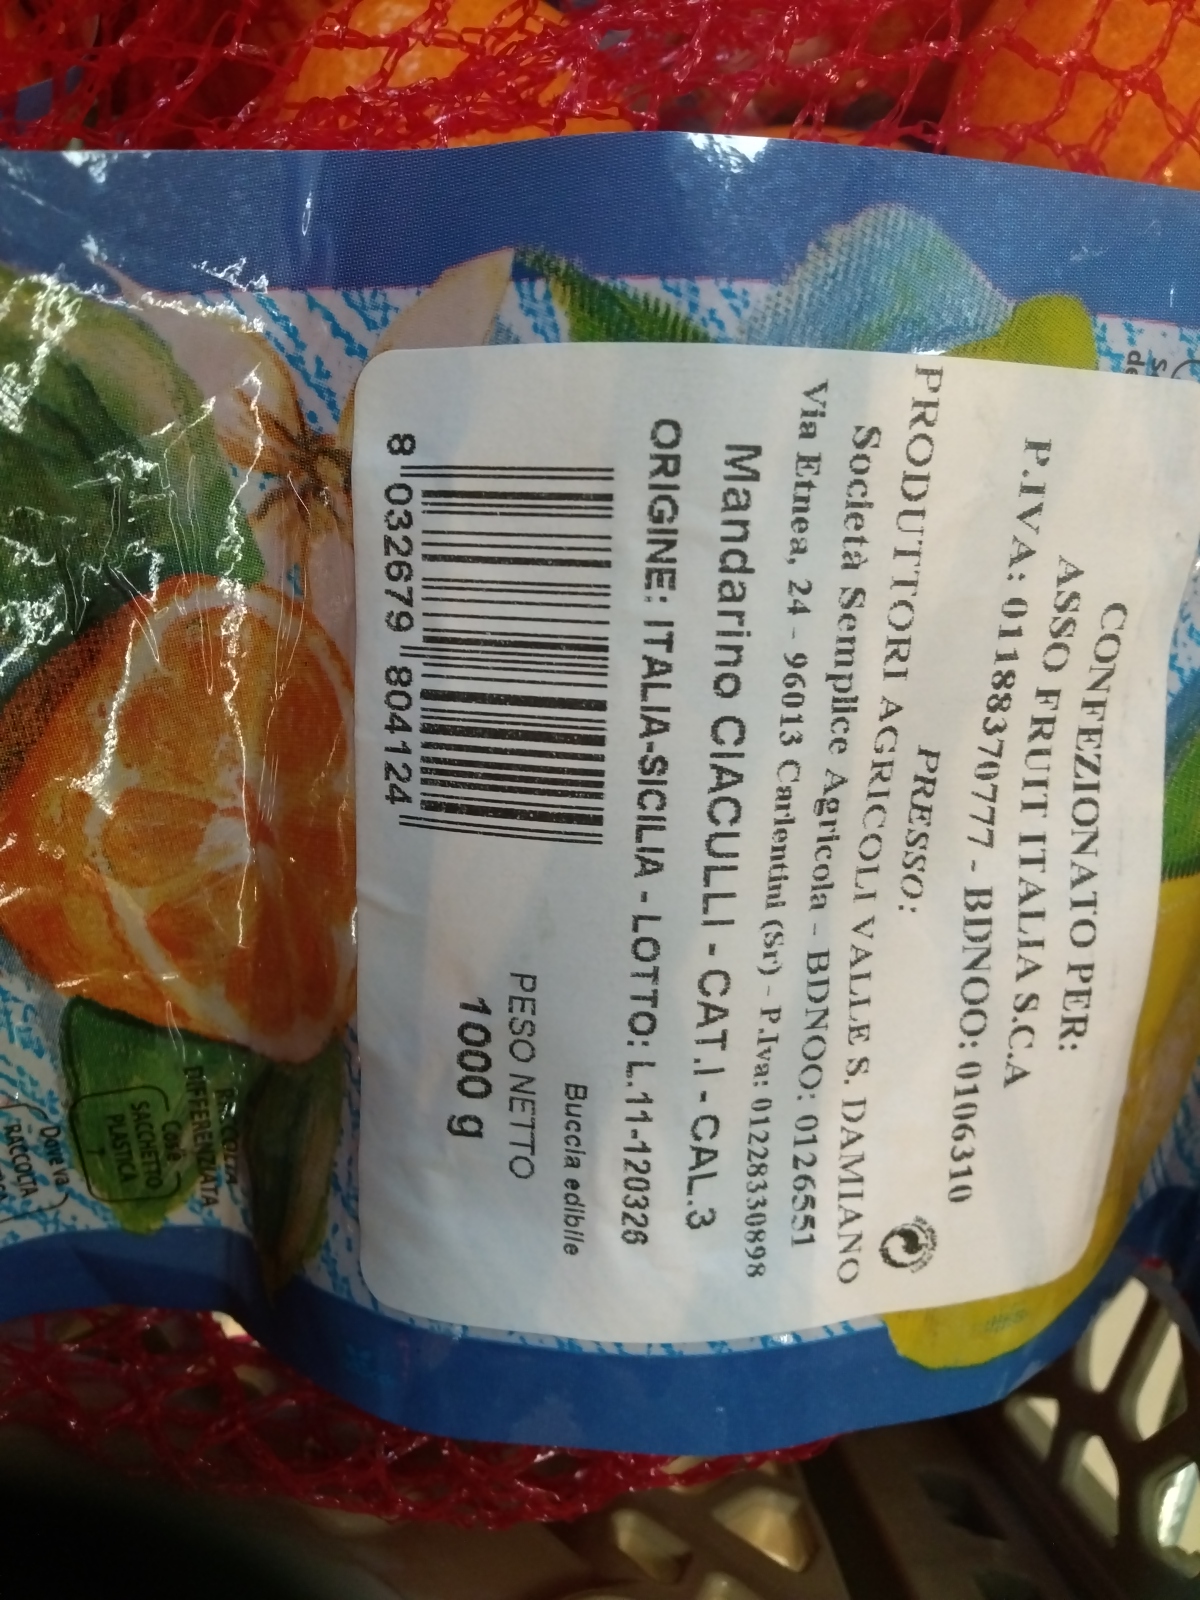 CONFEZIONATO PER:
ASSO FRUIT ITALIA S.C.A
P.IVA: 01188370777 - BDNOO: 0106310
PRESSO:
PRODUTTORI AGRICOLI VALLE S. DAMIANO
Società Semplice Agricola - BDNOO: 0126551
Via Etnea, 24 - 96013 Carlentini (Sr) - P.Iva: 01228330898
Mandarino CIACULLI - CAT.I - CAL.3
ORIGINE: ITALIA-SICILIA - LOTTO: L.11-120326
Buccia edibile
PESO NETTO
1000 g
8 032679 804124
RACCOLTA
DIFFERENZIATA
Cos'è
SACCHETTO
PLASTICA
Dove va
RACCOLTA